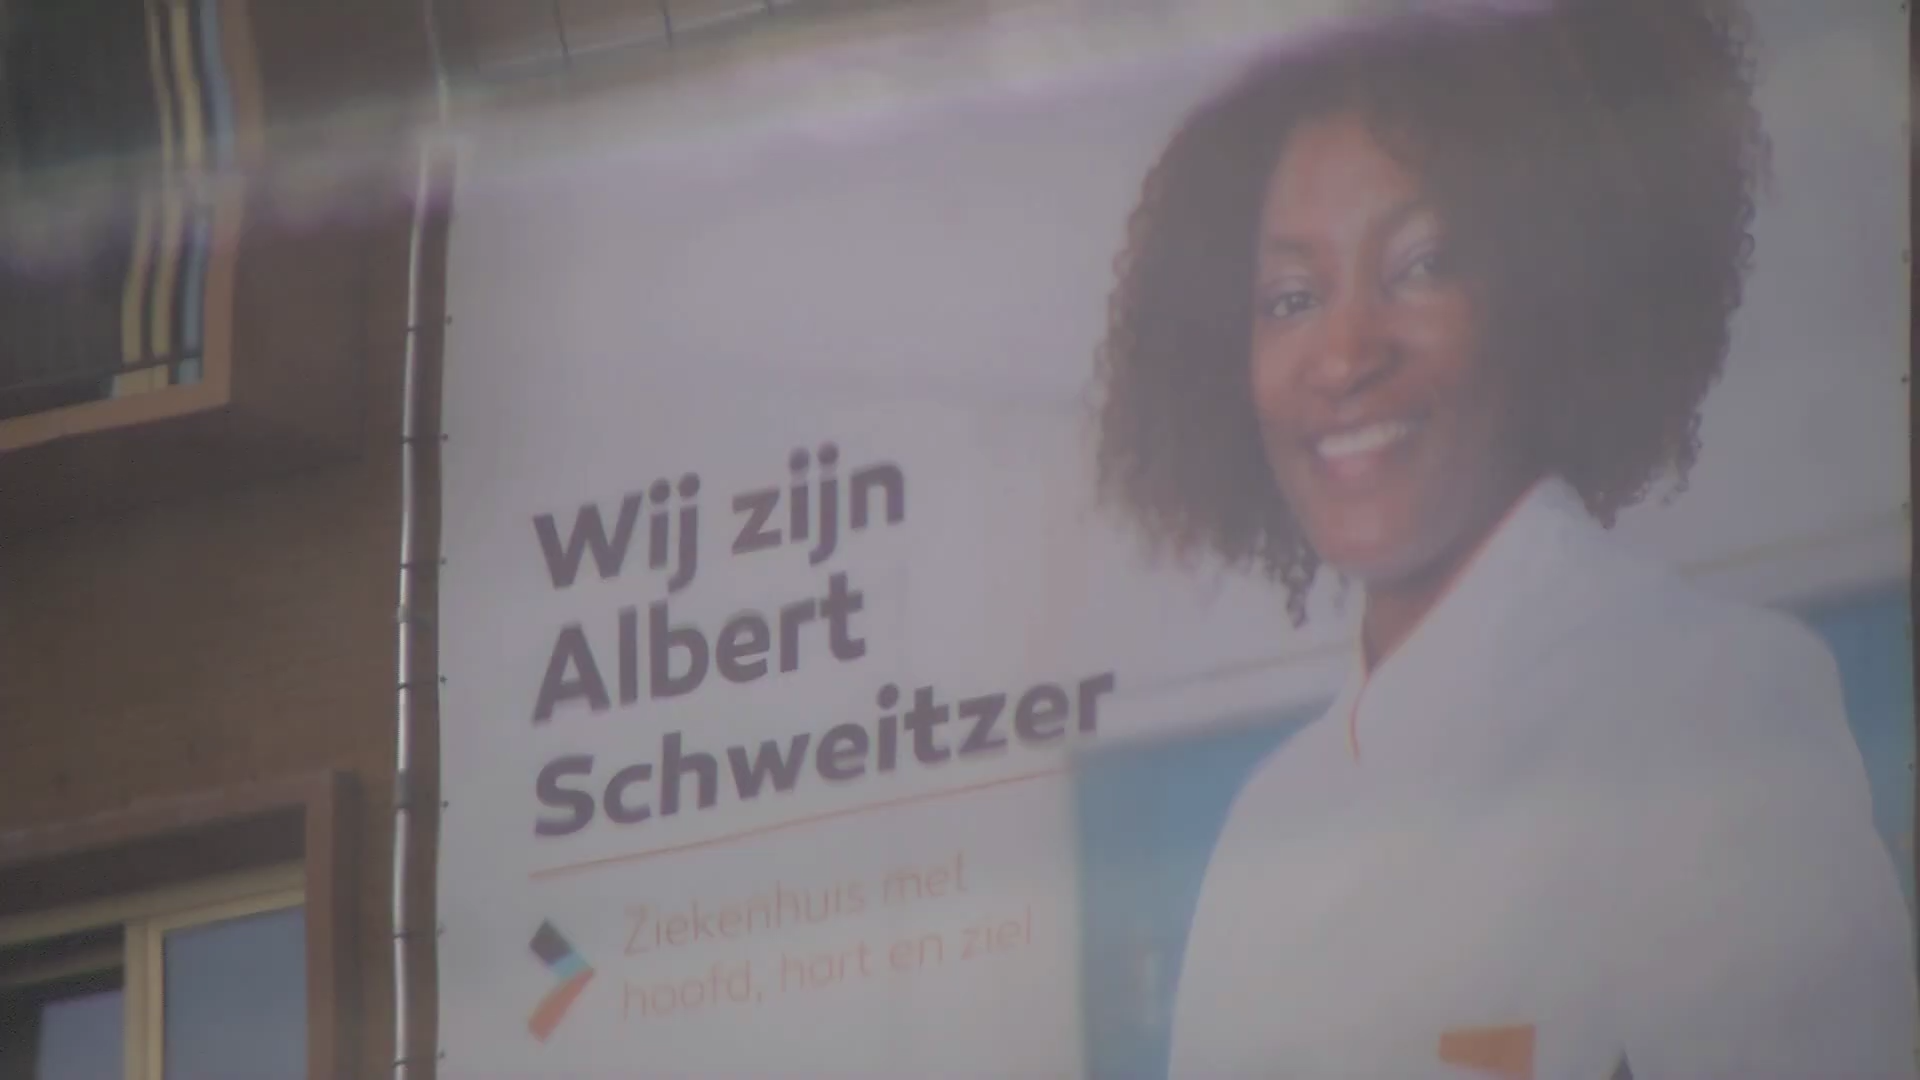 Wij zijn
Albert
Schweitzer
Ziekenhuis met
hoofd, hart en ziel